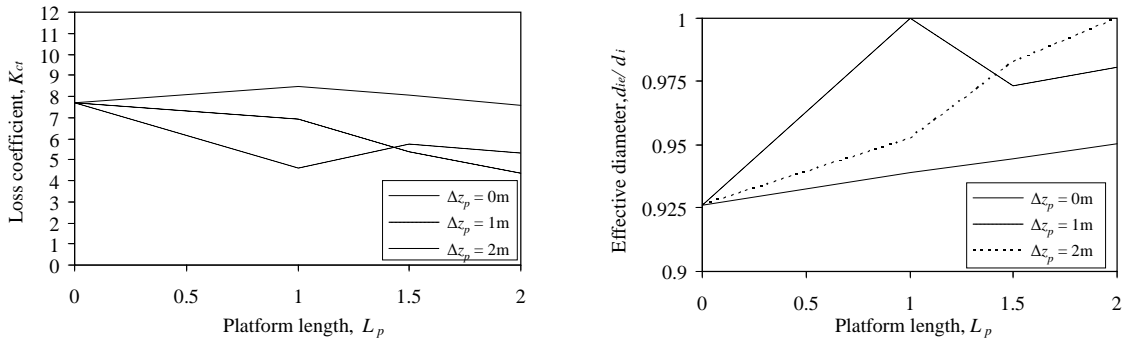 12
11
10
9
8
7
6
5
4
3
2
1
0
Loss coefficient, K_ct
0 0.5 1 1.5 2
Platform length, L_p
Δz_p = 0m
Δz_p = 1m
Δz_p = 2m
1
0.975
0.95
0.925
0.9
Effective diameter, d_ie / d_i
0 0.5 1 1.5 2
Platform length, L_p
Δz_p = 0m
Δz_p = 1m
Δz_p = 2m